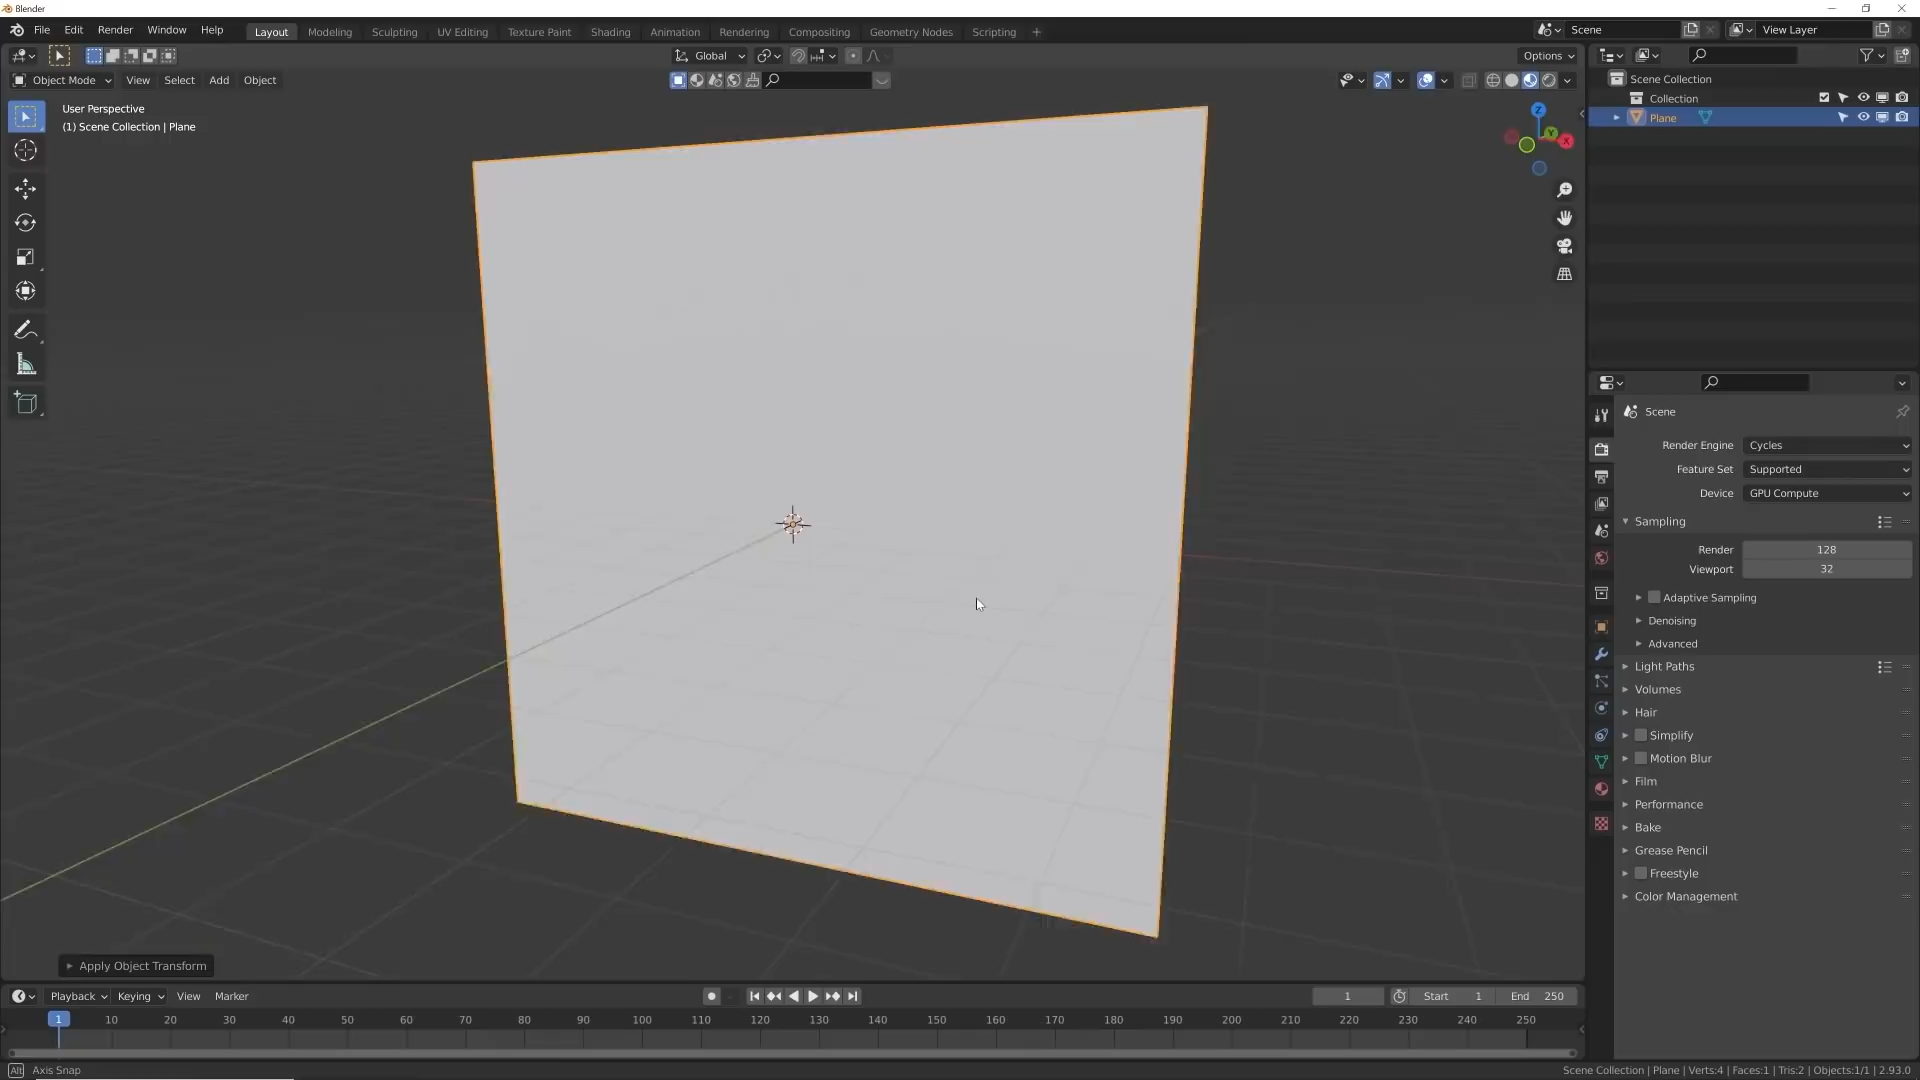 Blender
File Edit Render Window Help Layout Modeling Sculpting UV Editing Texture Paint Shading Animation Rendering Compositing Geometry Nodes Scripting + Scene View Layer
Global Options
Object Mode View Select Add Object
User Perspective
(1) Scene Collection | Plane
Z
Y
X
Apply Object Transform
Scene Collection
Collection
Plane
Scene
Render Engine Cycles
Feature Set Supported
Device GPU Compute
Sampling
Render 128
Viewport 32
Adaptive Sampling
Denoising
Advanced
Light Paths
Volumes
Hair
Simplify
Motion Blur
Film
Performance
Bake
Grease Pencil
Freestyle
Color Management
Playback Keying View Marker 1 Start 1 End 250
1 10 20 30 40 50 60 70 80 90 100 110 120 130 140 150 160 170 180 190 200 210 220 230 240 250
Alt Axis Snap
Scene Collection | Plane | Verts:4 | Faces:1 | Tris:2 | Objects:1/1 | 2.93.0